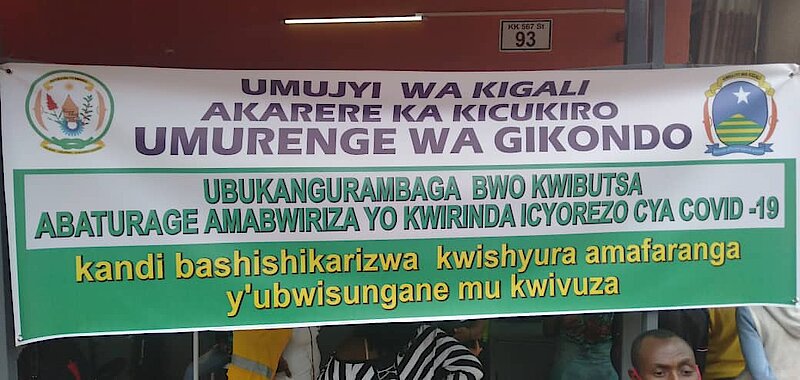 KK 567 St.
93
UMUJYI WA KIGALI
AKARERE KA KICUKIRO
UMURENGE WA GIKONDO
UBUKANGURAMBAGA BWO KWIBUTSA
ABATURAGE AMABWIRIZA YO KWIRINDA ICYOREZO CYA COVID -19
kandi bashishikarizwa kwishyura amafaranga
y'ubwisungane mu kwivuza